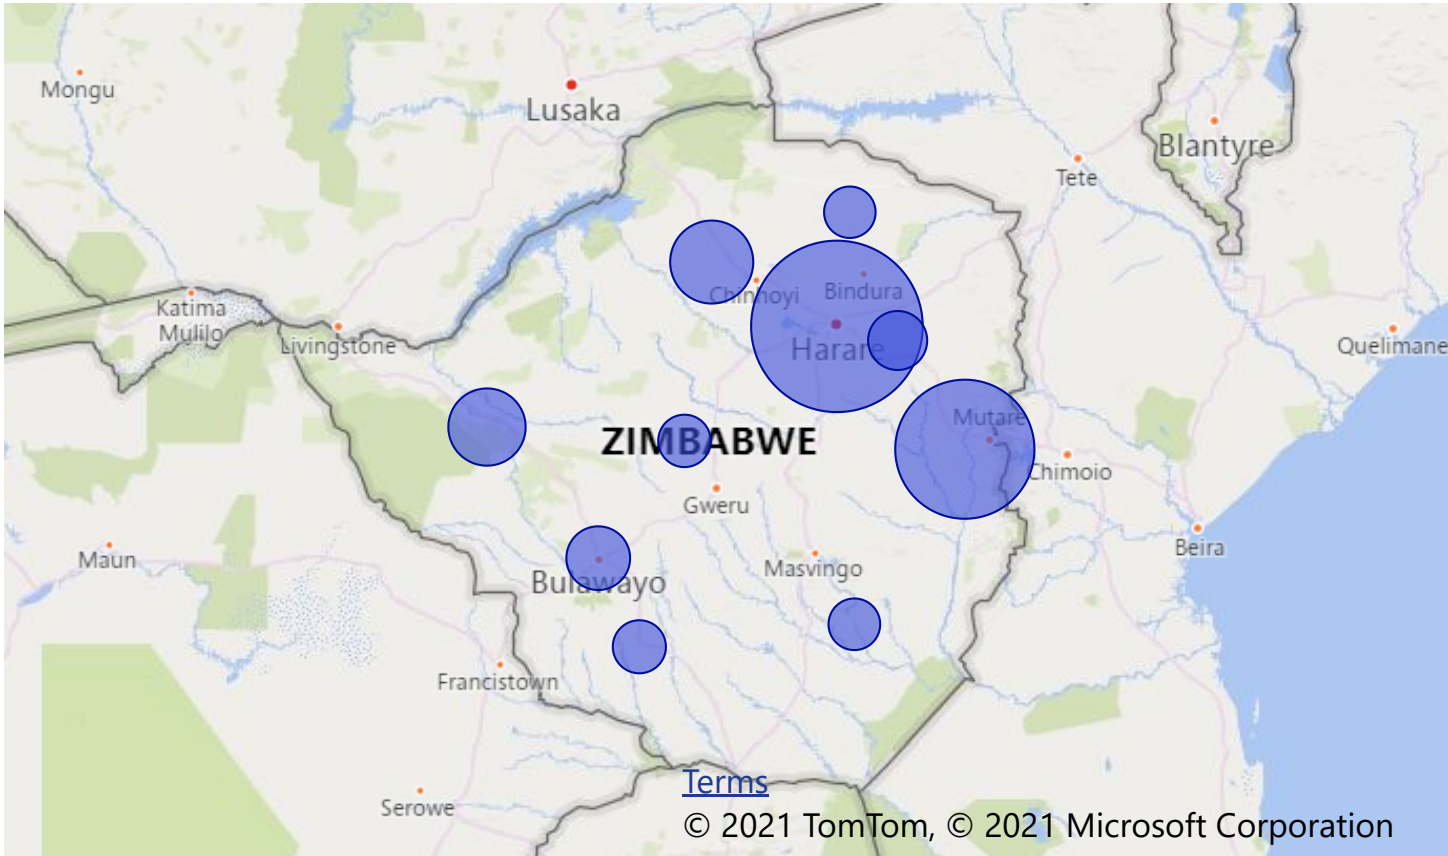 Mongu
Lusaka
Blantyre
Tete
Katima
Mulilo
Livingstone
Chinhoyi
Bindura
Harare
Quelimane
ZIMBABWE
Mutare
Chimoio
Gweru
Maun
Bulawayo
Masvingo
Beira
Francistown
Serowe
Terms
© 2021 TomTom, © 2021 Microsoft Corporation